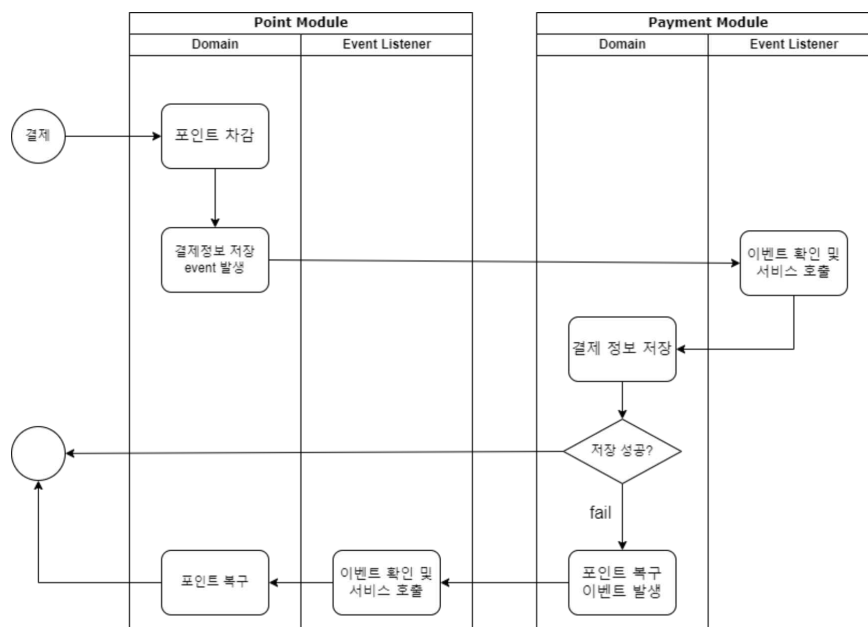 Point Module
Payment Module
Domain
Event Listener
Domain
Event Listener
결제
포인트 차감
결제정보 저장
event 발생
이벤트 확인 및
서비스 호출
결제 정보 저장
저장 성공?
fail
포인트 복구
이벤트 확인 및
서비스 호출
포인트 복구
이벤트 발생